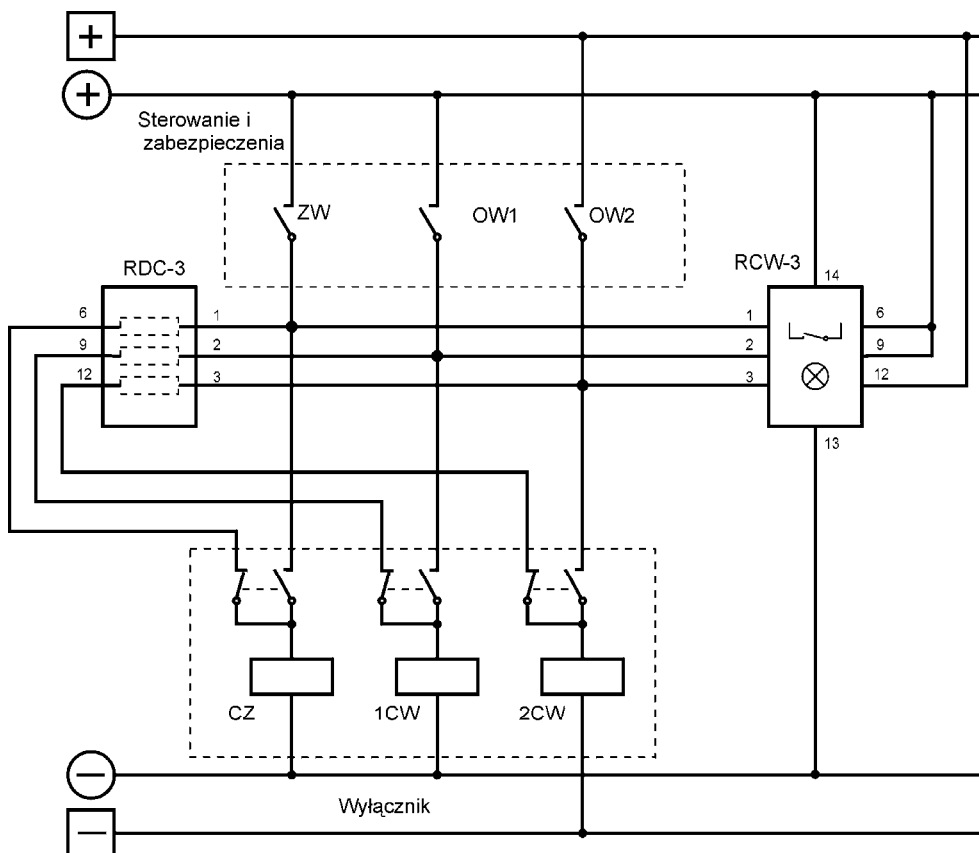 +
+
Sterowanie i
zabezpieczenia
ZW
OW1
OW2
RDC-3
RCW-3
14
6
1
1
6
9
2
2
9
12
3
3
12
13
CZ
1CW
2CW
−
Wyłącznik
−